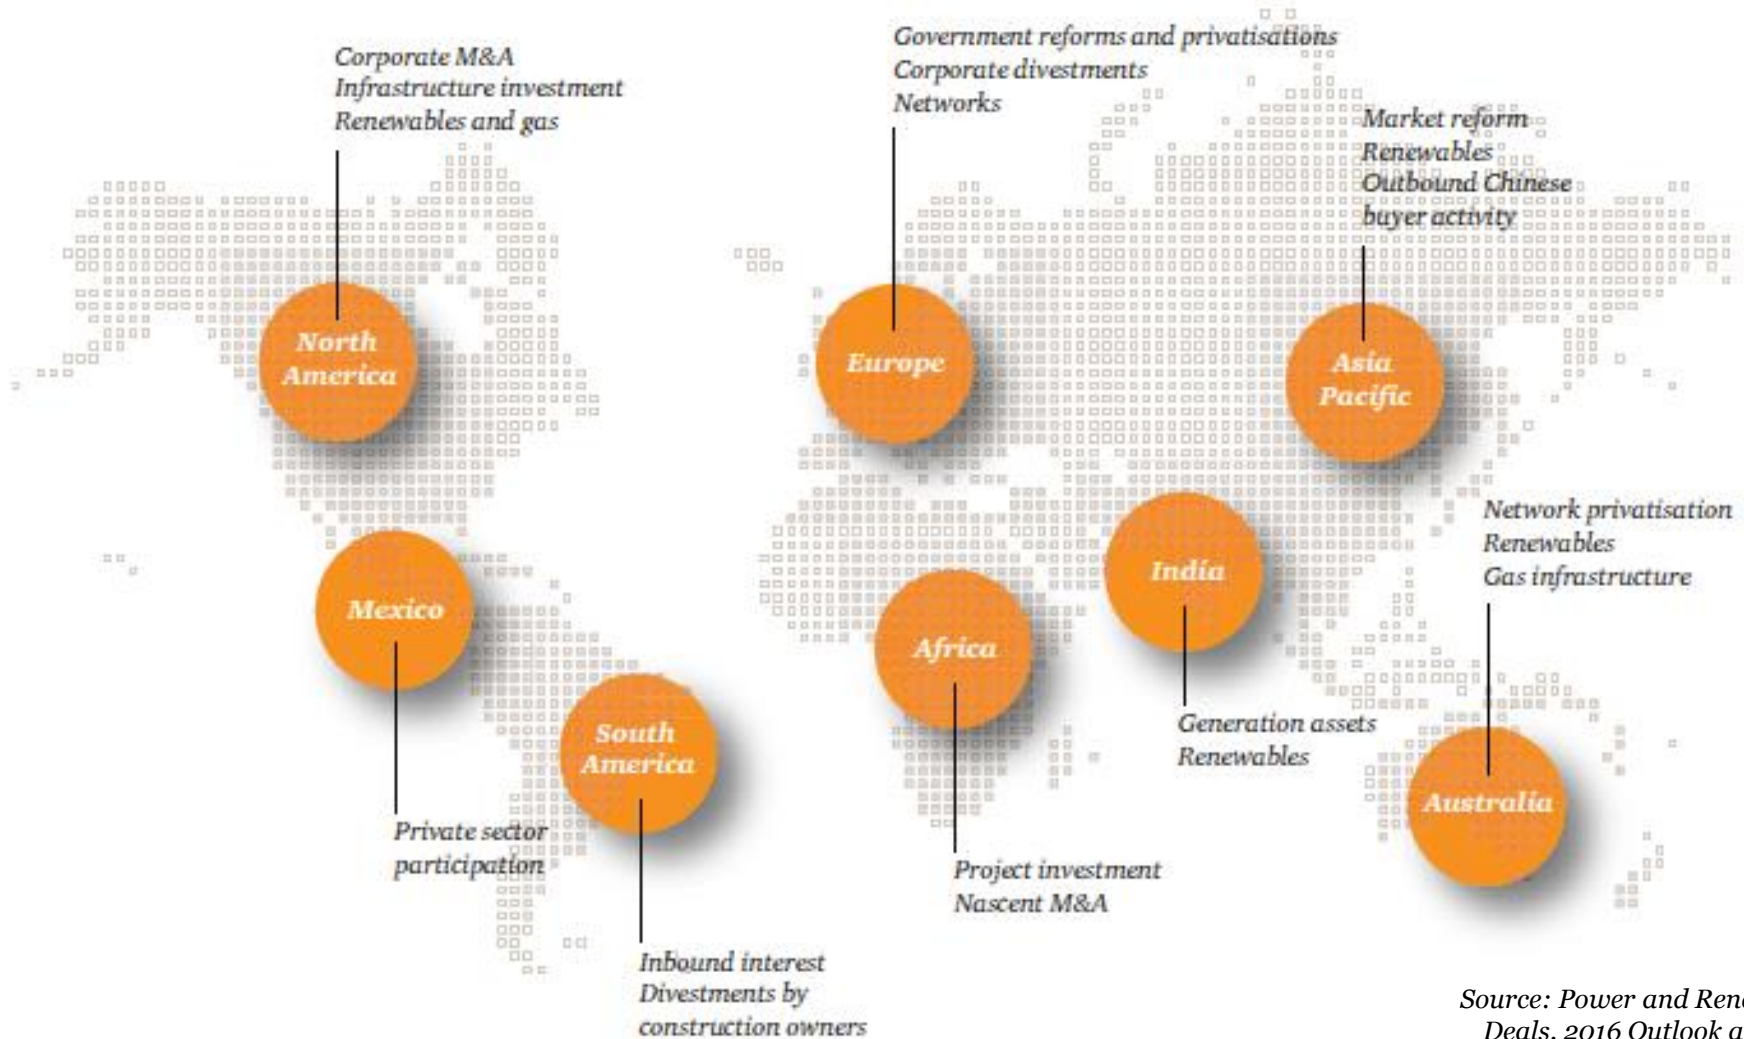 Corporate M&A
Infrastructure investment
Renewables and gas
Government reforms and privatisations
Corporate divestments
Networks
Market reform
Renewables
Outbound Chinese
buyer activity
North
America
Europe
Asia
Pacific
Network privatisation
Renewables
Gas infrastructure
India
Mexico
Africa
Generation assets
Renewables
South
America
Australia
Private sector
participation
Project investment
Nascent M&A
Inbound interest
Divestments by
construction owners
Source: Power and
Deals, 2016 Outlook